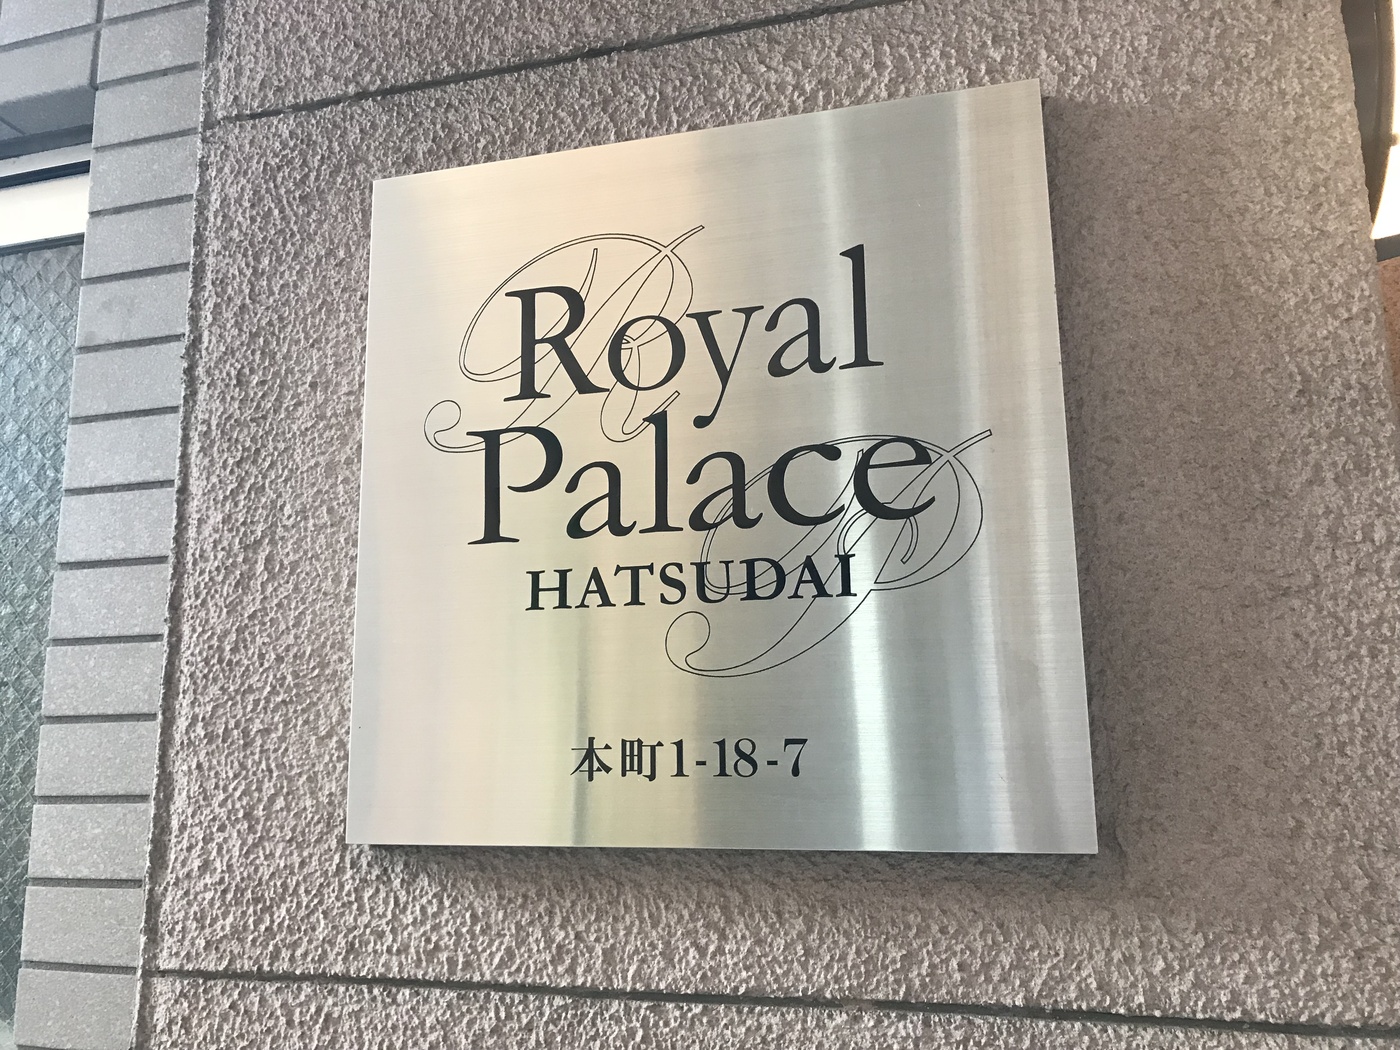 Royal
Palace
HATSUDAI
本町1-18-7